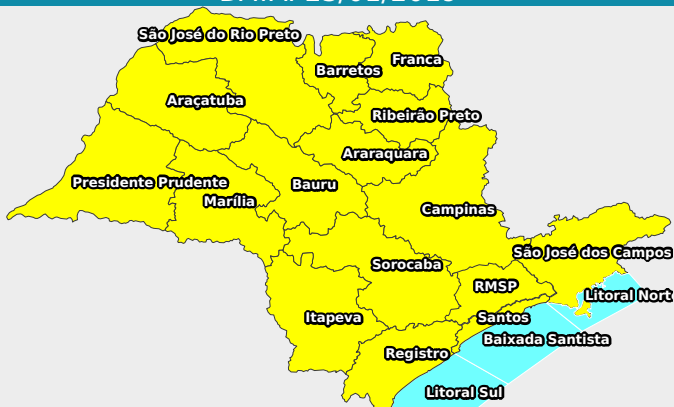 São José do Rio Preto
Franca
Barretos
Araçatuba
Ribeirão Preto
Araraquara
Presidente Prudente
Bauru
Marília
Campinas
São José dos Campos
Sorocaba
RMSP
Litoral Nort
Itapeva
Santos
Baixada Santista
Registro
Litoral Sul